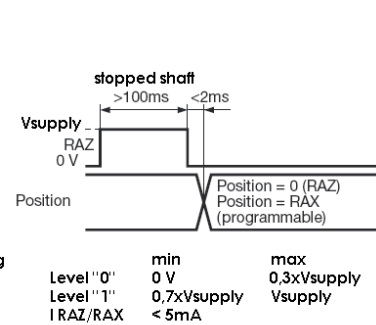 stopped shaft
>100ms <2ms
Vsupply
RAZ
0 V
Position
Position = 0 (RAZ)
Position = RAX
(programmable)
g
min max
Level "0" 0 V 0,3xVsupply
Level "1" 0,7xVsupply Vsupply
I RAZ/RAX < 5mA